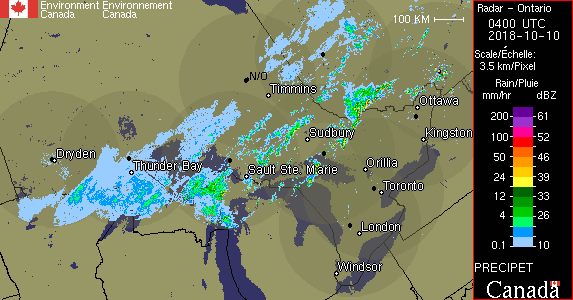 Environment Environnement
Canada Canada
Radar - Ontario
0400 UTC
2018-10-10
100 KM
Scale/Échelle:
3.5 km/Pixel
Rain/Pluie
mm/hr dBZ
200 61
100 52
50 46
24 39
12 33
4 26
0.1 10
N/O
Timmins
Ottawa
Sudbury
Kingston
Dryden
Thunder Bay
Sault Ste. Marie
Orillia
Toronto
London
Windsor
PRECIPET
Canada